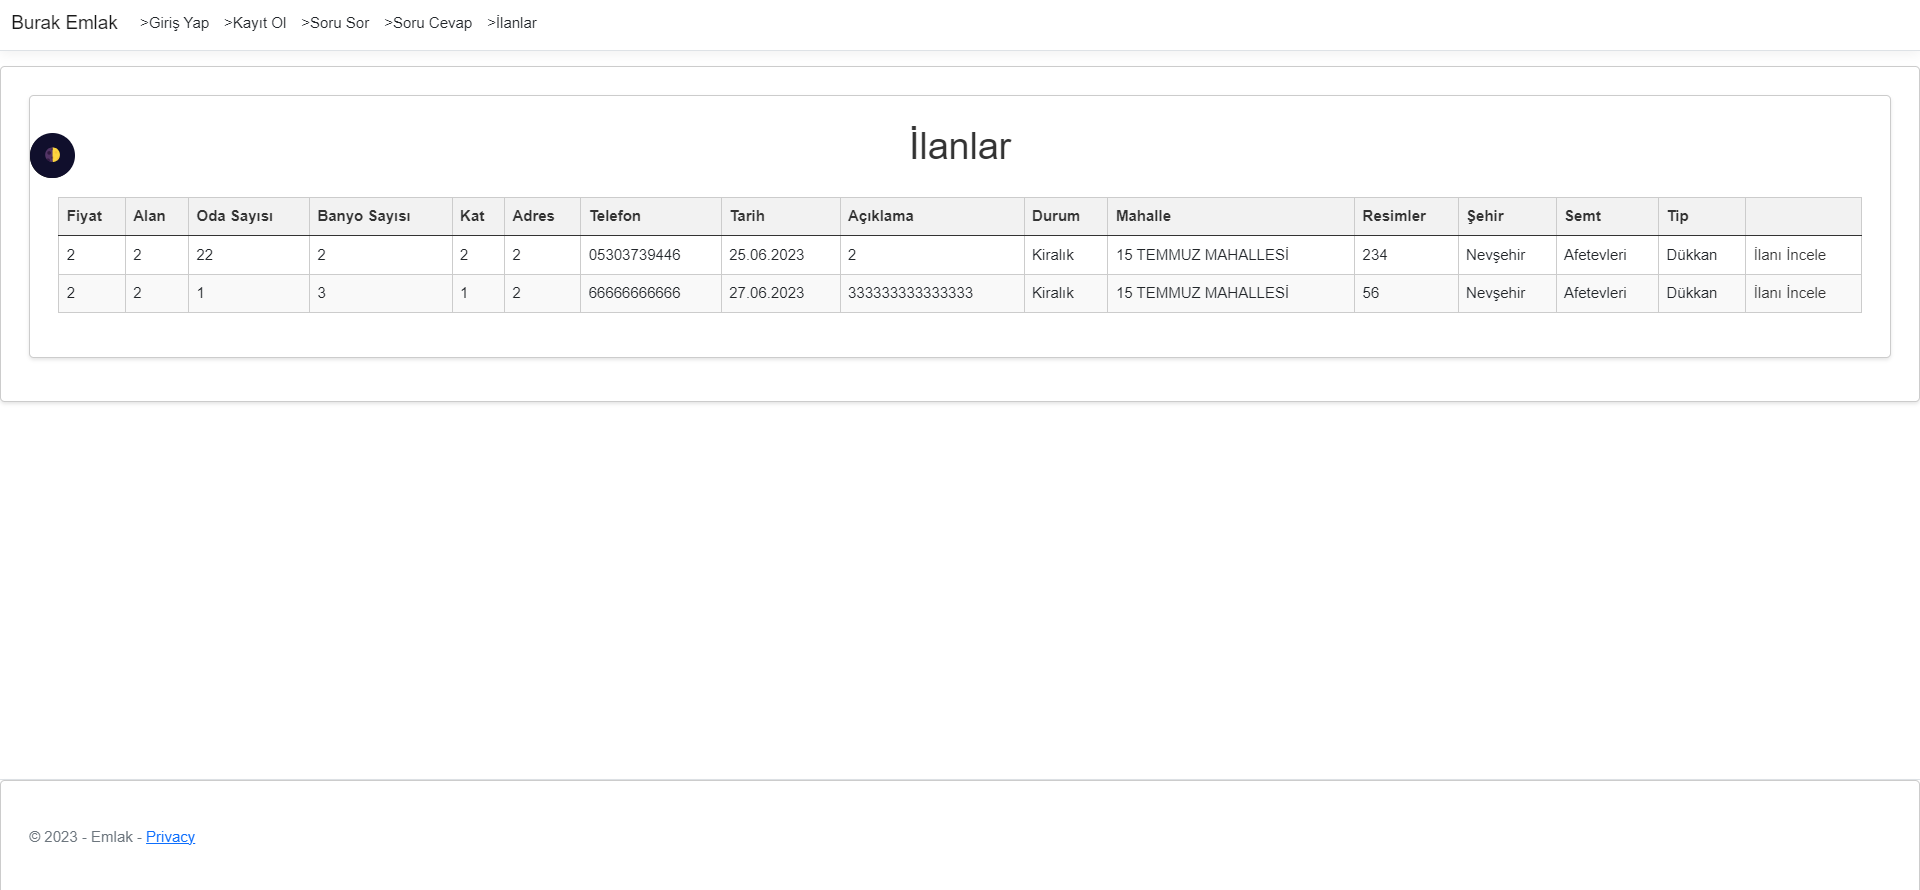 Burak Emlak >Giriş Yap >Kayıt Ol >Soru Sor >Soru Cevap >İlanlar
İlanlar
Fiyat Alan Oda Sayısı Banyo Sayısı Kat Adres Telefon Tarih Açıklama Durum Mahalle Resimler Şehir Semt Tip
2 2 22 2 2 2 05303739446 25.06.2023 2 Kiralık 15 TEMMUZ MAHALLESİ 234 Nevşehir Afetevleri Dükkan İlanı İncele
2 2 1 3 1 2 66666666666 27.06.2023 333333333333333 Kiralık 15 TEMMUZ MAHALLESİ 56 Nevşehir Afetevleri Dükkan İlanı İncele
© 2023 - Emlak - Privacy